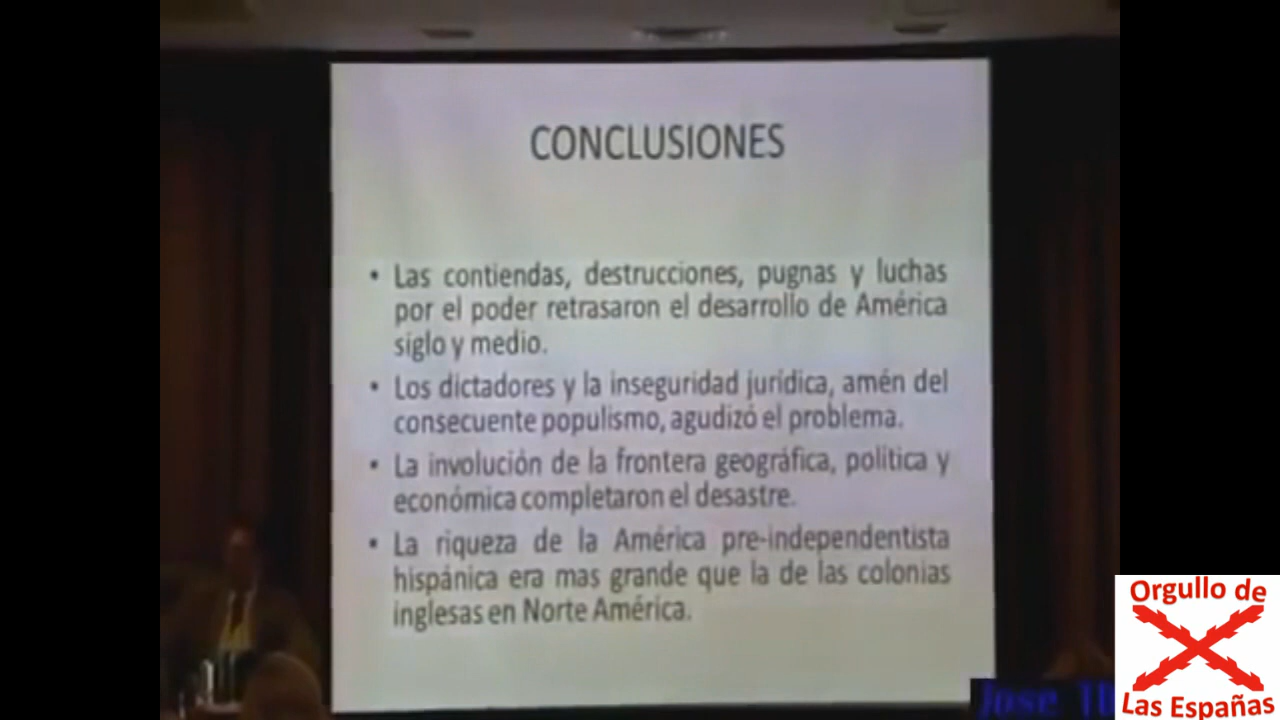 CONCLUSIONES
• Las contiendas, destrucciones, pugnas y luchas
por el poder retrasaron el desarrollo de América
siglo y medio.
• Los dictadores y la inseguridad jurídica, amén del
consecuente populismo, agudizó el problema.
• La involución de la frontera geográfica, política y
económica completaron el desastre.
• La riqueza de la América pre-independentista
hispánica era mas grande que la de las colonias
inglesas en Norte América.
Jose
Orgullo de
Las Españas